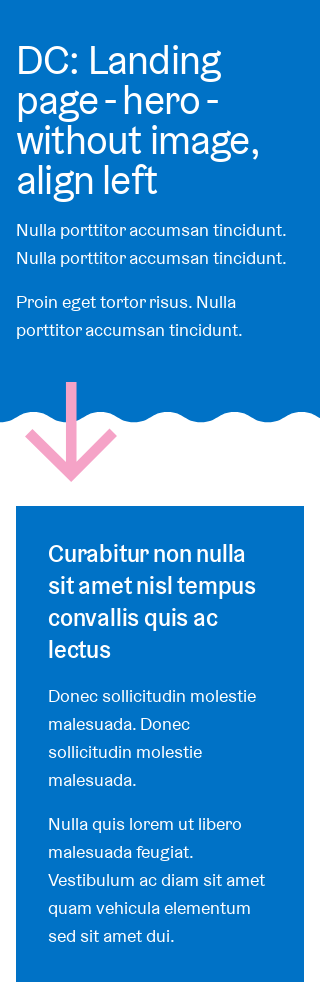 DC: Landing
page - hero -
without image,
align left
Nulla porttitor accumsan tincidunt.
Nulla porttitor accumsan tincidunt.
Proin eget tortor risus. Nulla
porttitor accumsan tincidunt.
Curabitur non nulla
sit amet nisl tempus
convallis quis ac
lectus
Donec sollicitudin molestie
malesuada. Donec
sollicitudin molestie
malesuada.
Nulla quis lorem ut libero
malesuada feugiat.
Vestibulum ac diam sit amet
quam vehicula elementum
sed sit amet dui.